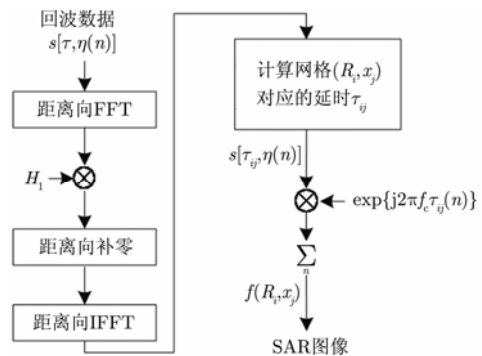 回波数据
s[τ,η(n)]
距离向FFT
H₁
距离向补零
距离向IFFT
计算网格(Rᵢ,xⱼ)
对应的延时τᵢⱼ
s[τᵢⱼ,η(n)]
exp{j2πf_cτᵢⱼ(n)}
∑
n
f(Rᵢ,xⱼ)
SAR图像